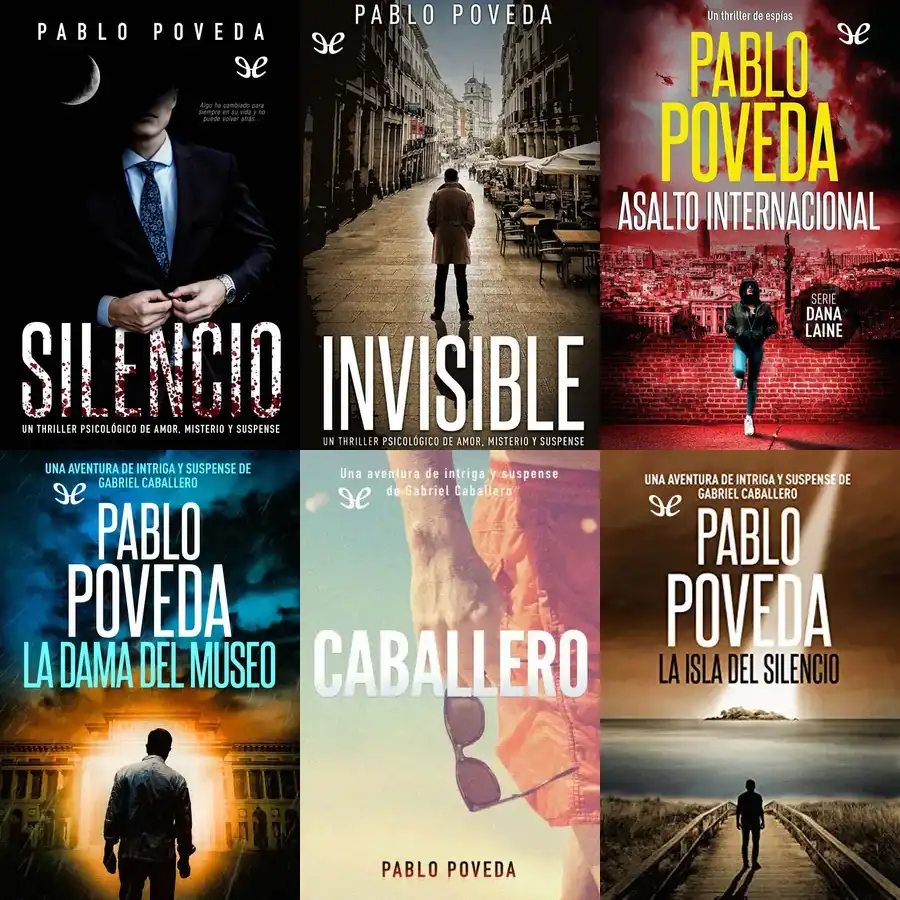 PABLO POVEDA
Algo ha cambiado para
siempre en su vida y no
puede volver atrás...
SILENCIO
UN THRILLER PSICOLÓGICO DE AMOR, MISTERIO Y SUSPENSE
PABLO POVEDA
INVISIBLE
UN THRILLER PSICOLÓGICO DE AMOR, MISTERIO Y SUSPENSE
Un thriller de espías
PABLO
POVEDA
ASALTO INTERNACIONAL
SERIE
DANA
LAINE
UNA AVENTURA DE INTRIGA Y SUSPENSE DE
GABRIEL CABALLERO
PABLO
POVEDA
LA DAMA DEL MUSEO
Una aventura de intriga y suspense
de Gabriel Caballero
CABALLERO
PABLO POVEDA
UNA AVENTURA DE INTRIGA Y SUSPENSE DE
GABRIEL CABALLERO
PABLO
POVEDA
LA ISLA DEL SILENCIO